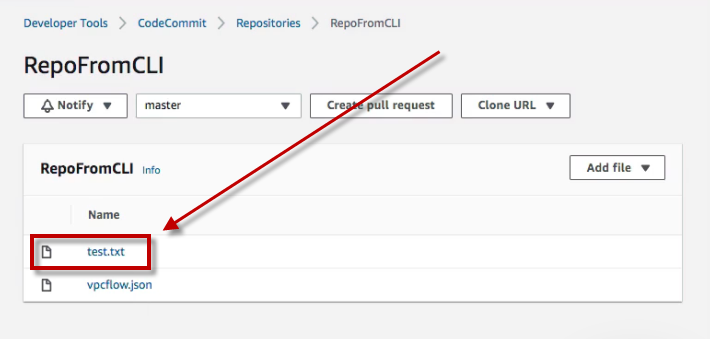 Developer Tools > CodeCommit > Repositories > RepoFromCLI
RepoFromCLI
Notify master Create pull request Clone URL
RepoFromCLI Info Add file
Name
test.txt
vpcflow.json